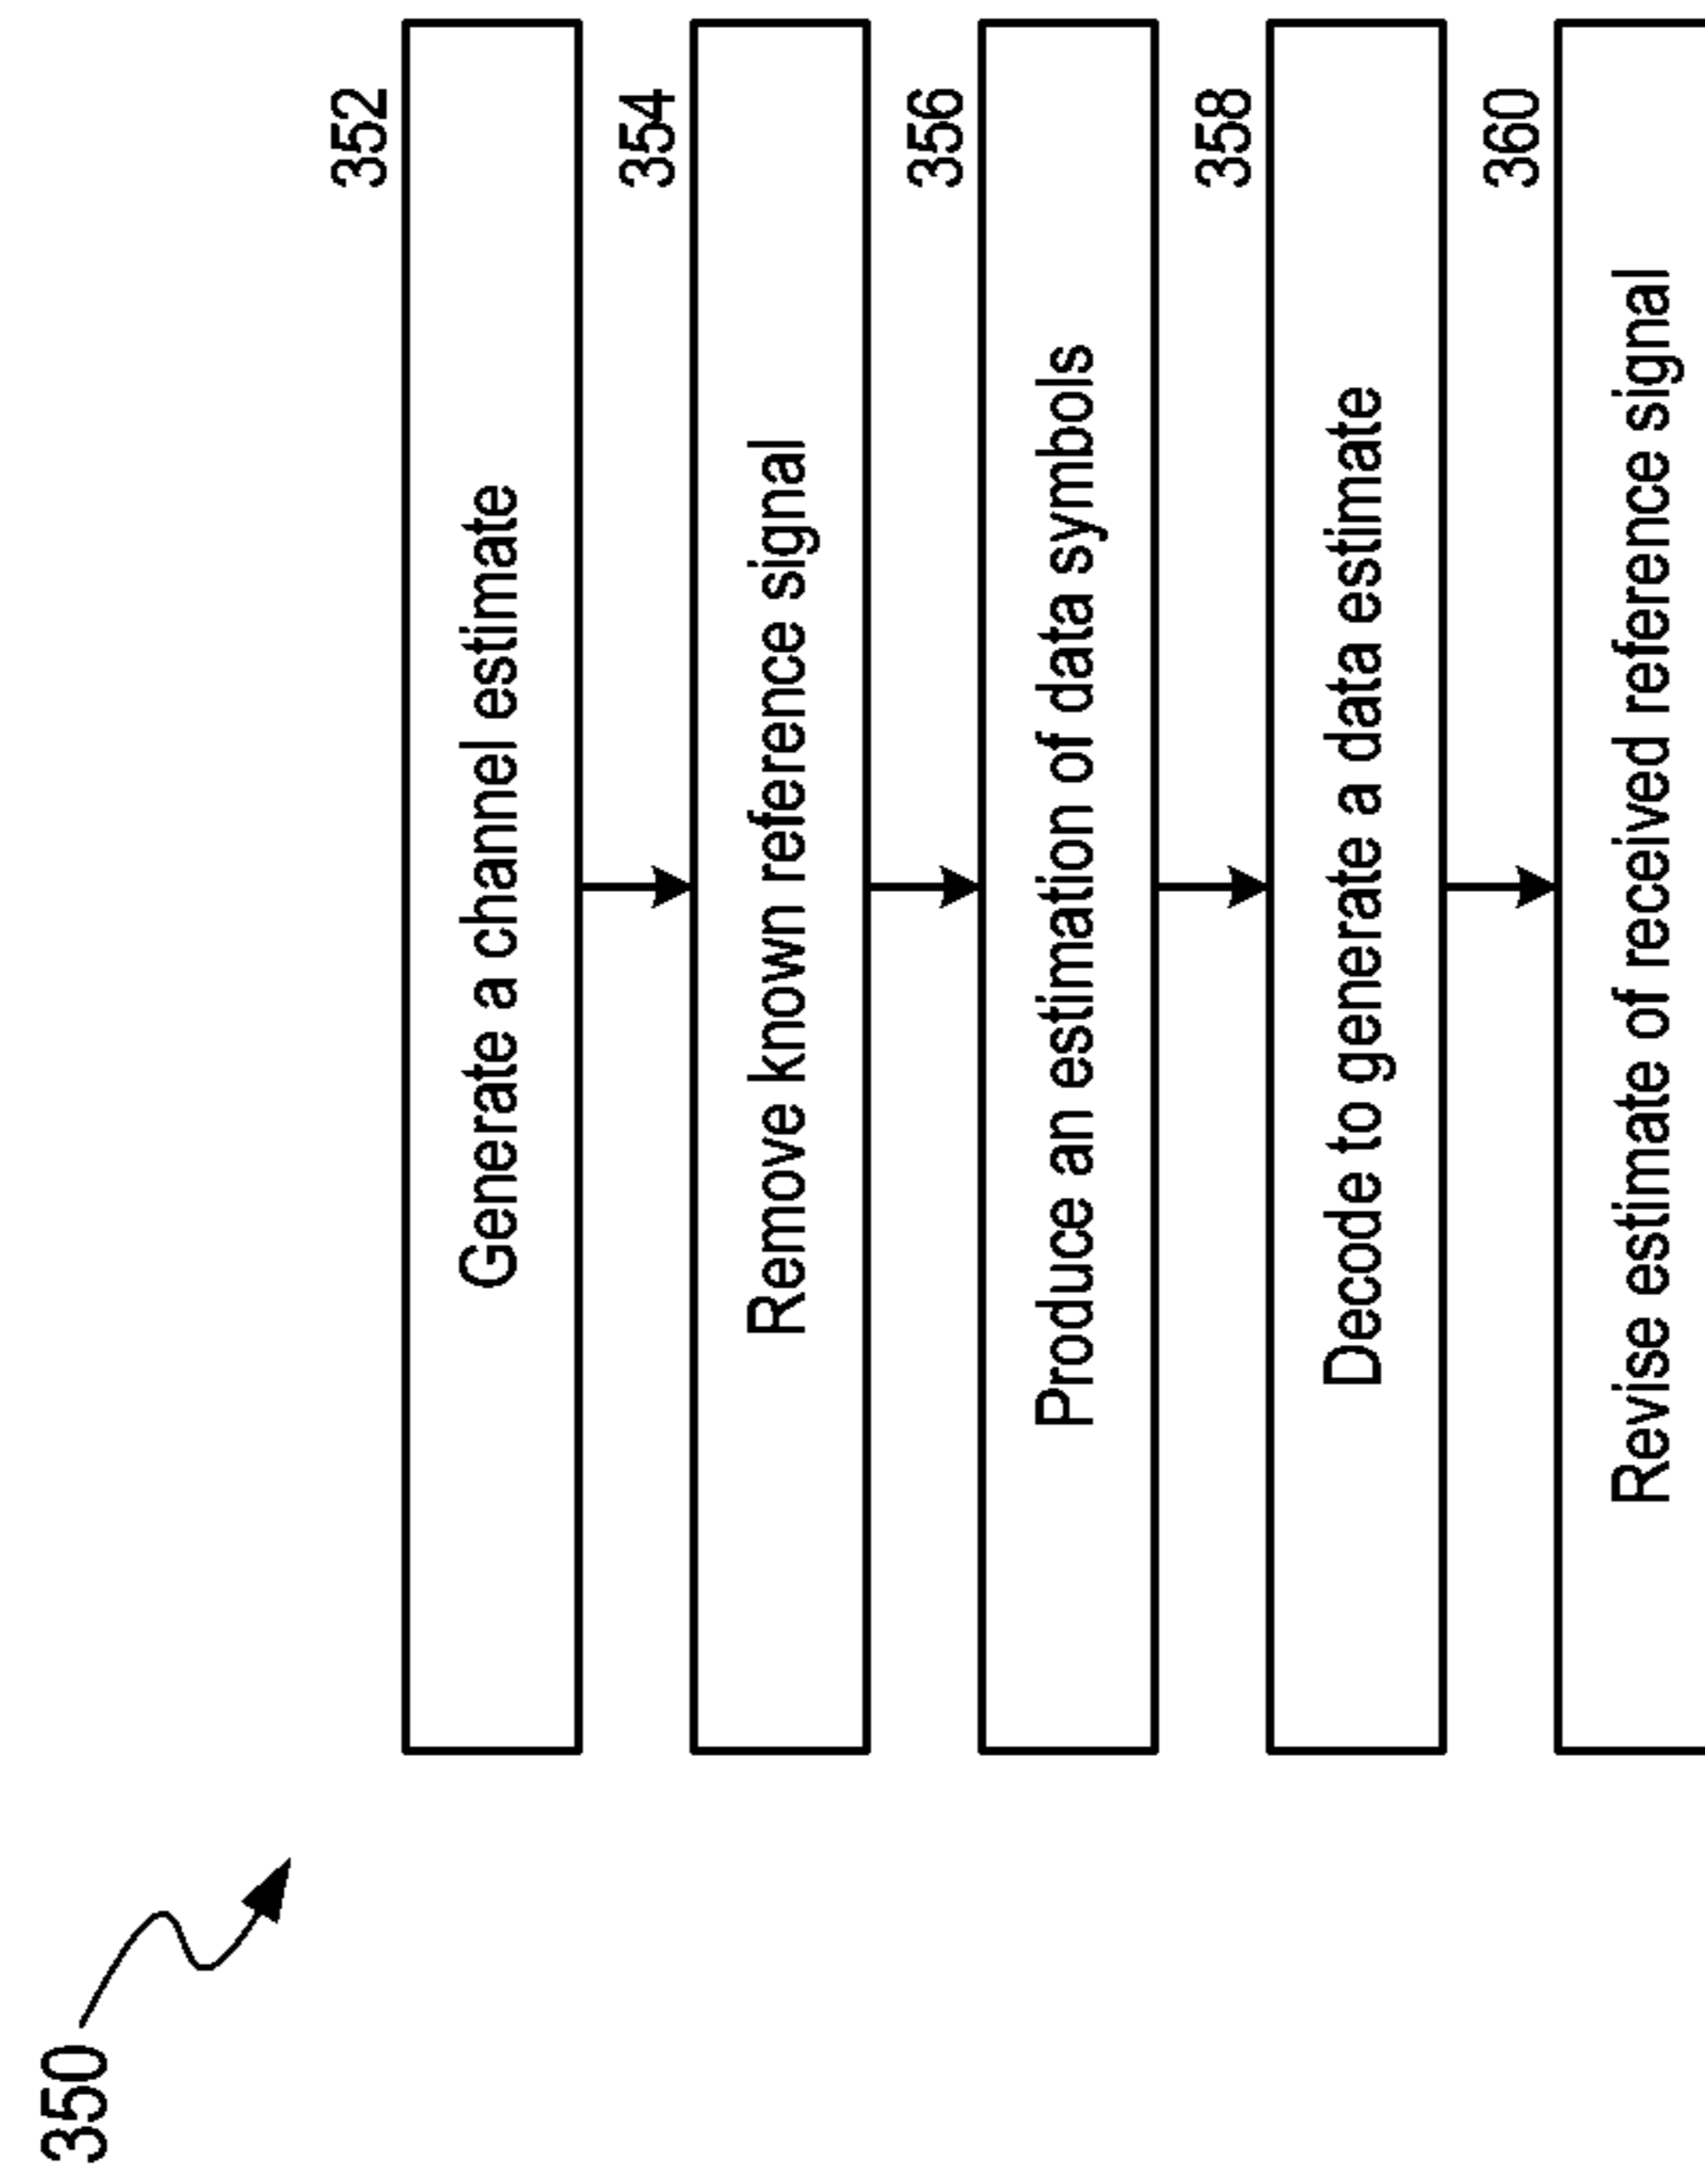 350
352
Generate a channel estimate
354
Remove known reference signal
356
Produce an estimation of data symbols
358
Decode to generate a data estimate
360
Revise estimate of received reference signal